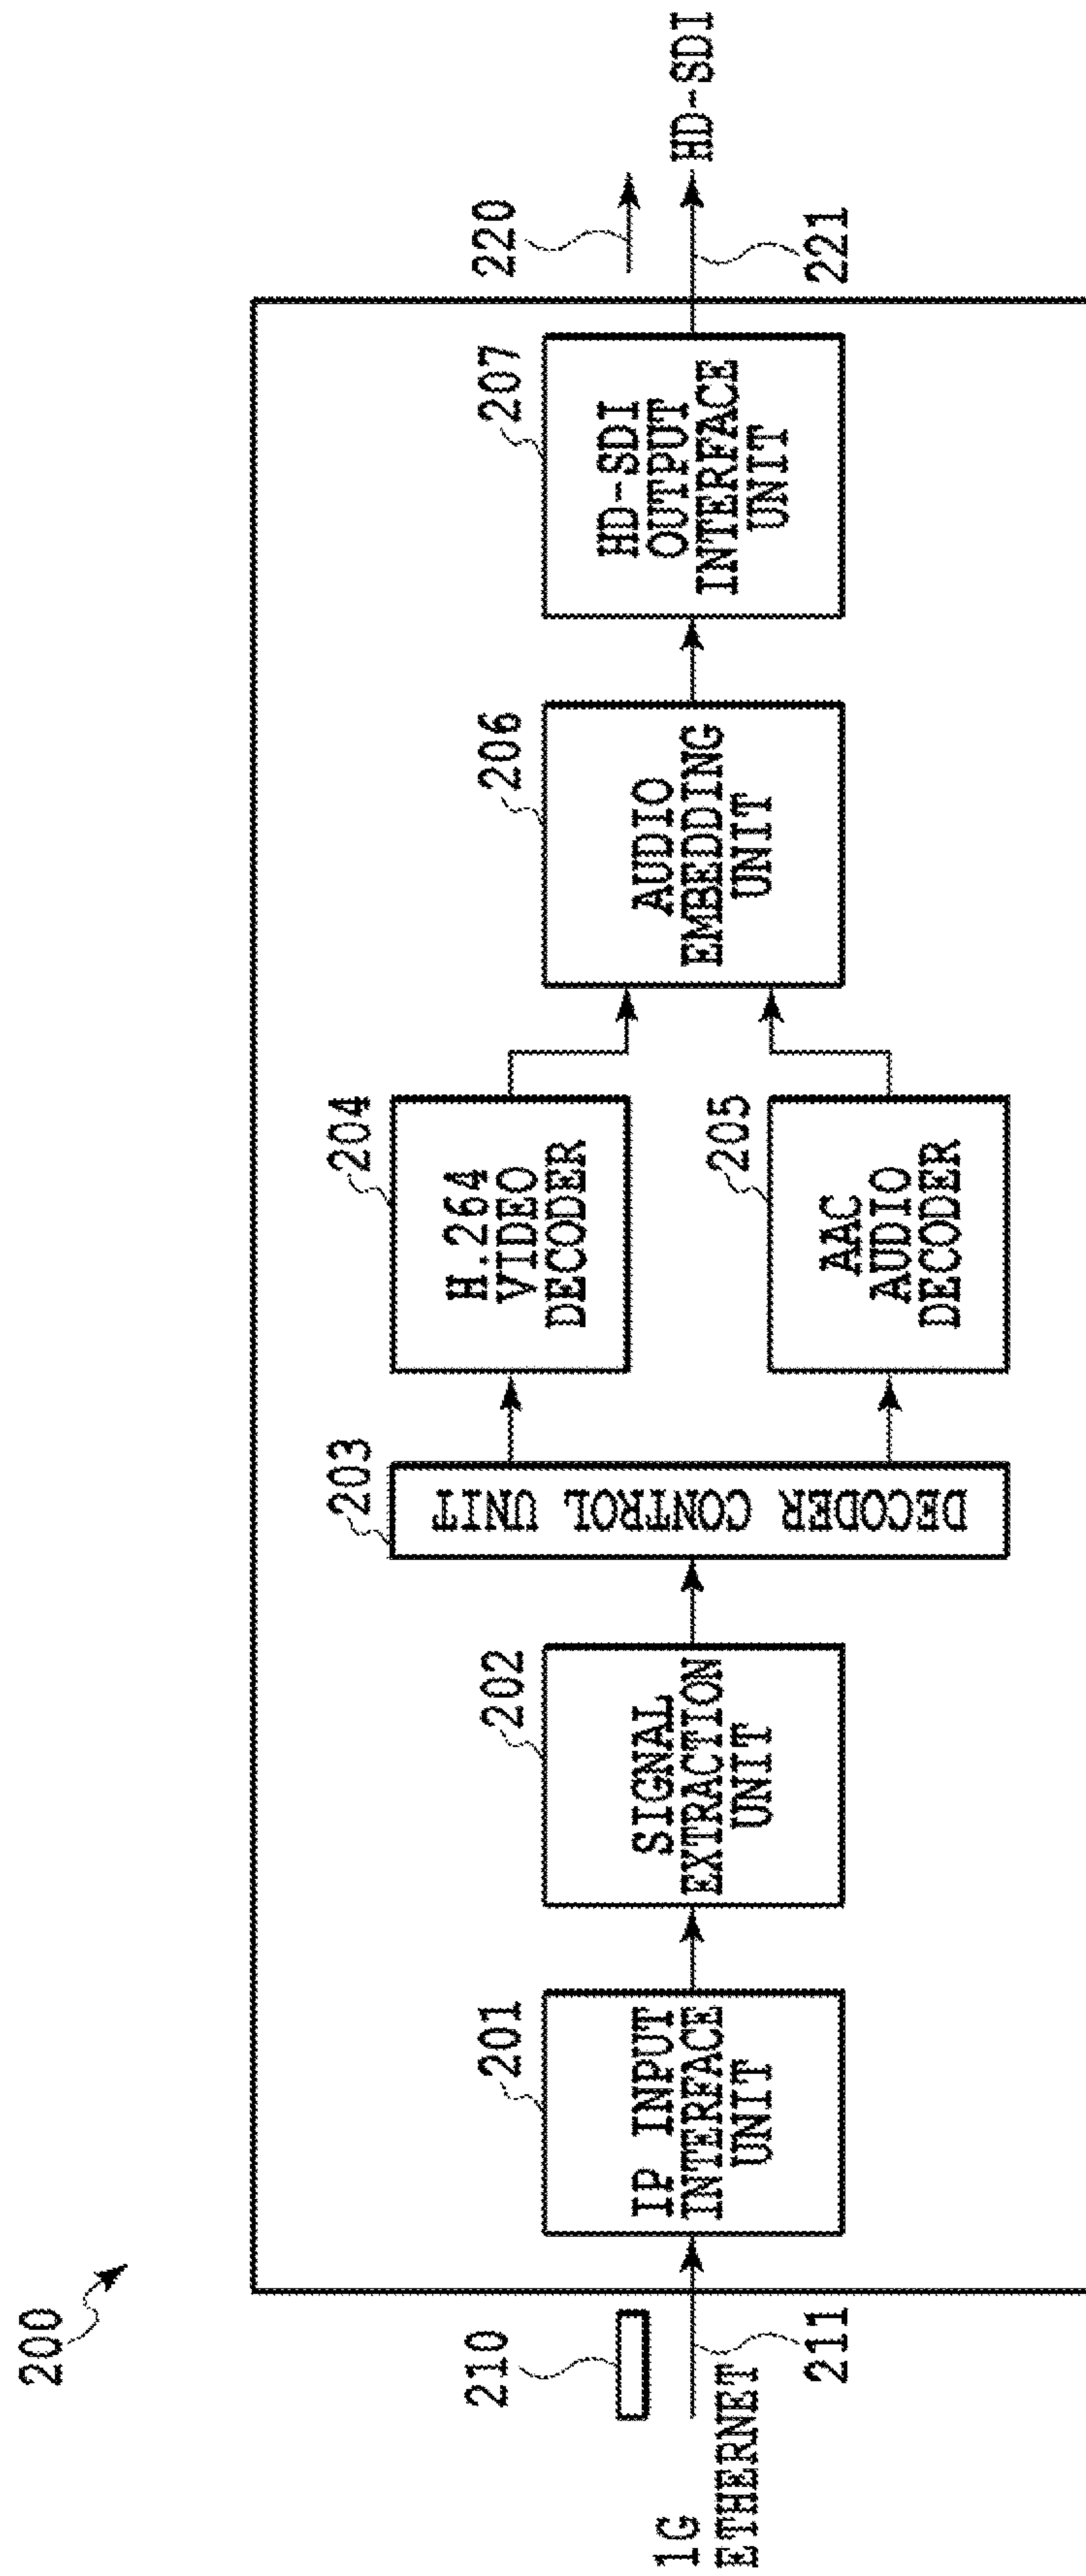 200
210
1G
ETHERNET
211
201
IP INPUT
INTERFACE
UNIT
202
SIGNAL
EXTRACTION
UNIT
203
DECODER CONTROL UNIT
204
H.264
VIDEO
DECODER
205
AAC
AUDIO
DECODER
206
AUDIO
EMBEDDING
UNIT
207
HD-SDI
OUTPUT
INTERFACE
UNIT
220
HD-SDI
221